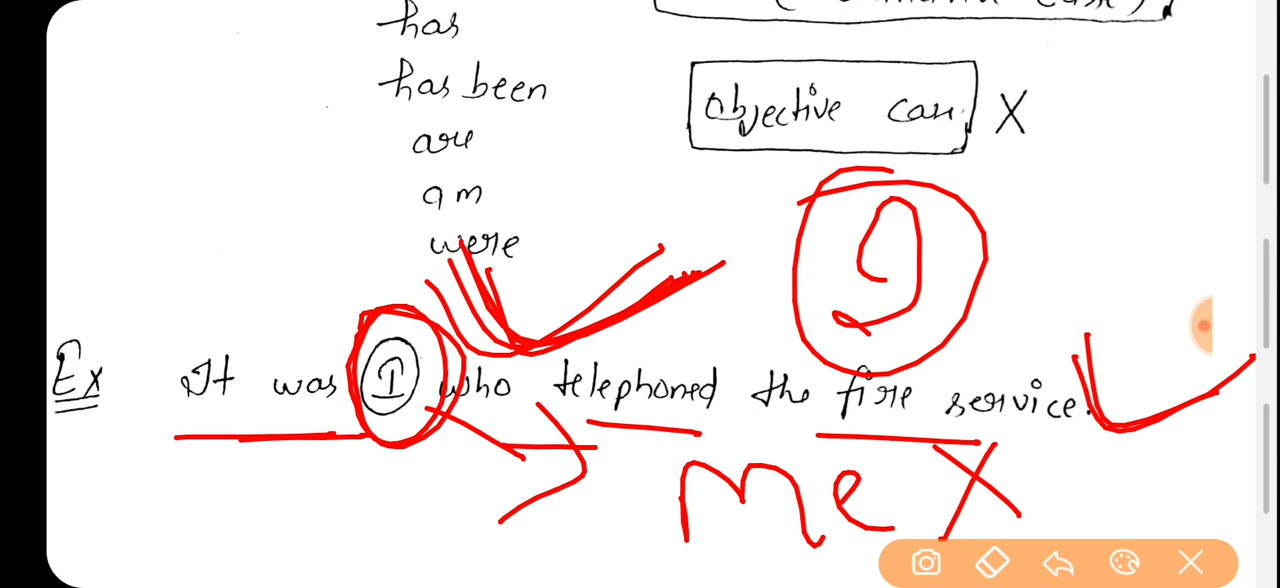 has
has been
objective case X
are
am
were
I
Ex It was I who telephoned the fire service.
me X